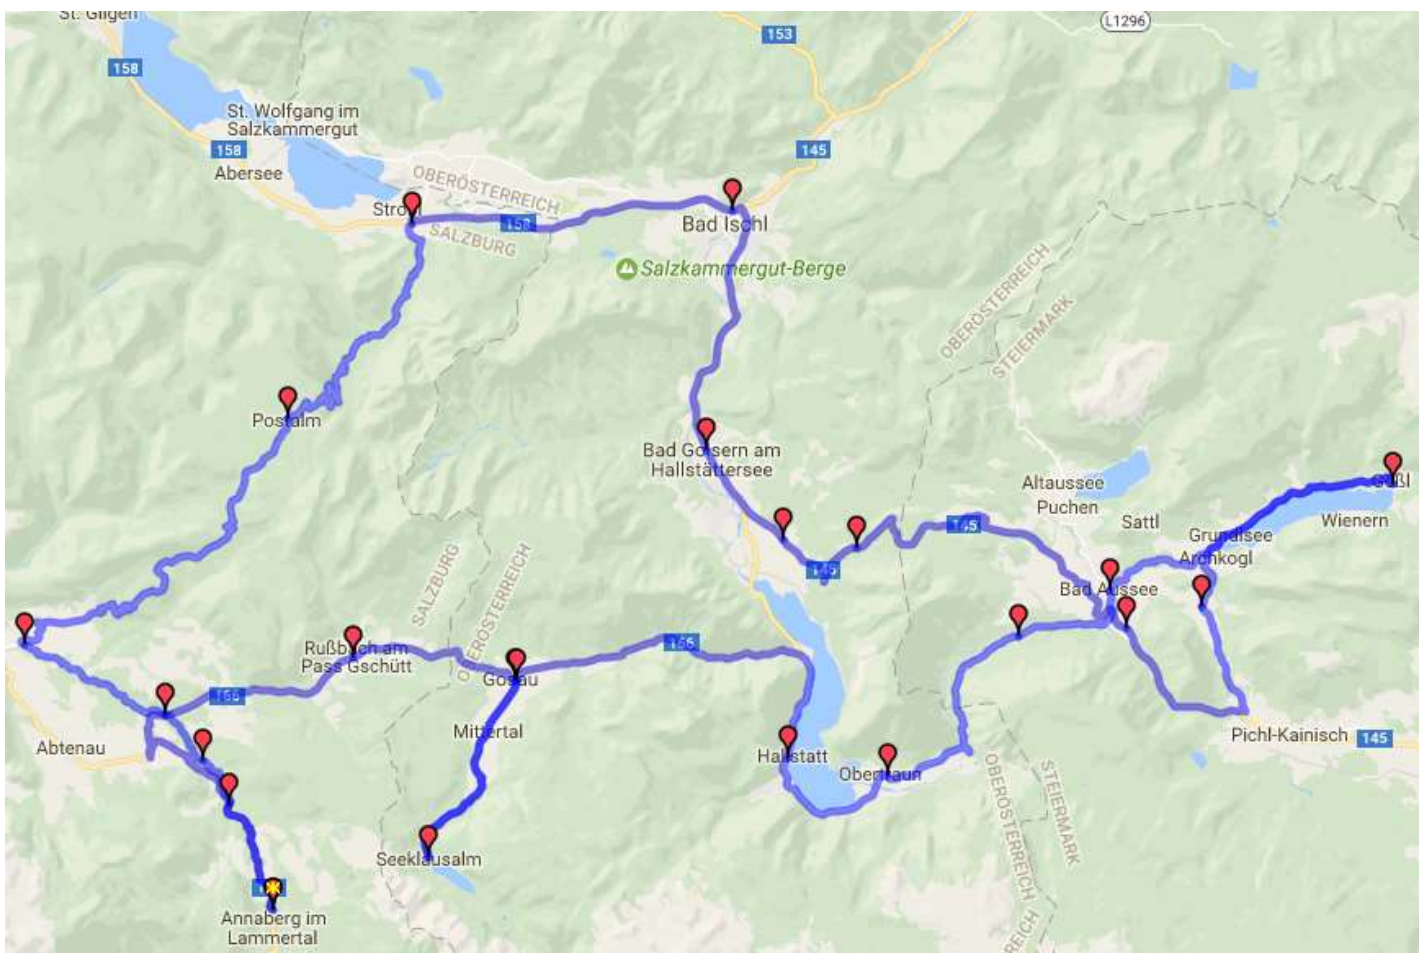 St. Gilgen
153
L1296
158
St. Wolfgang im
Salzkammergut
158
145
Abersee
OBERÖSTERREICH
Strobl
158
Bad Ischl
SALZBURG
Salzkammergut-Berge
OBERÖSTERREICH
STEIERMARK
Postalm
Bad Goisern am
Hallstättersee
Altaussee
Puchen
Gößl
Sattl
Wienern
145
Grundlsee
Archkogl
145
Bad Aussee
SALZBURG
OBERÖSTERREICH
Rußbach am
Pass Gschütt
166
Gosau
166
Mittertal
Abtenau
Hallstatt
Obertraun
Pichl-Kainisch
145
OBERÖSTERREICH
STEIERMARK
Seeklausalm
Annaberg im
Lammertal
REICH